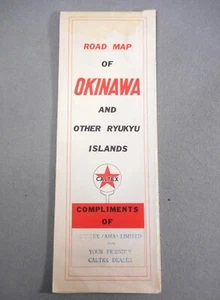 ROAD MAP
OF
OKINAWA
AND
OTHER RYUKYU
ISLANDS
CALTEX
COMPLIMENTS
OF
LIMITED
YOUR FRIENDLY
CALTEX DEALER